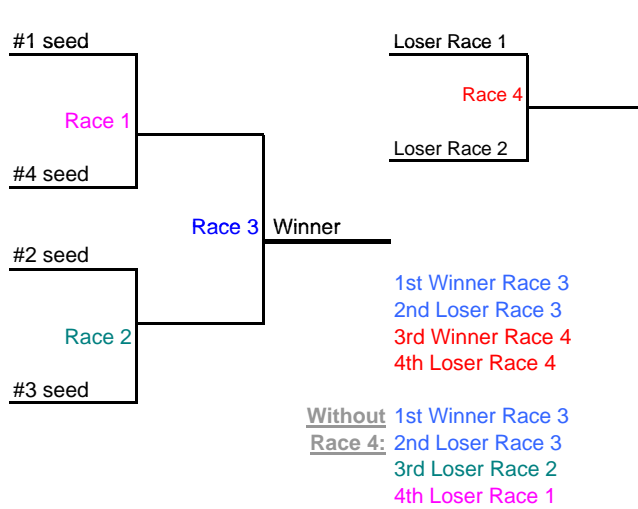 #1 seed
Race 1
#4 seed
Race 3 Winner
#2 seed
Race 2
#3 seed
Loser Race 1
Race 4
Loser Race 2
1st Winner Race 3
2nd Loser Race 3
3rd Winner Race 4
4th Loser Race 4
Without 1st Winner Race 3
Race 4: 2nd Loser Race 3
3rd Loser Race 2
4th Loser Race 1